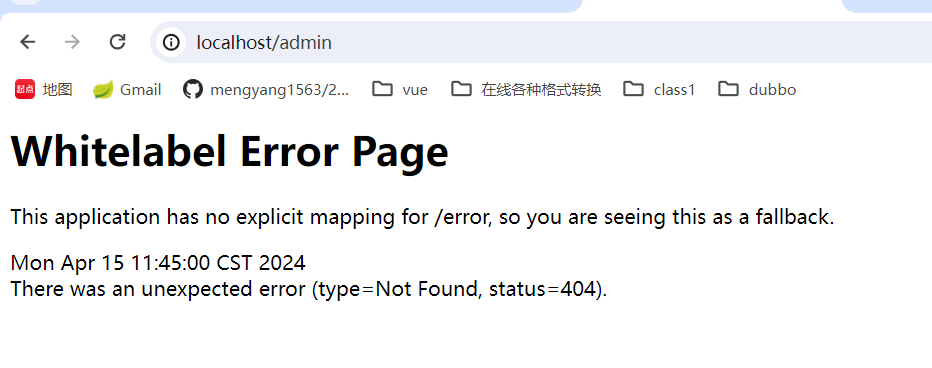 localhost/admin
起点 地图 Gmail mengyang1563/2... vue 在线各种格式转换 class1 dubbo
Whitelabel Error Page
This application has no explicit mapping for /error, so you are seeing this as a fallback.
Mon Apr 15 11:45:00 CST 2024
There was an unexpected error (type=Not Found, status=404).